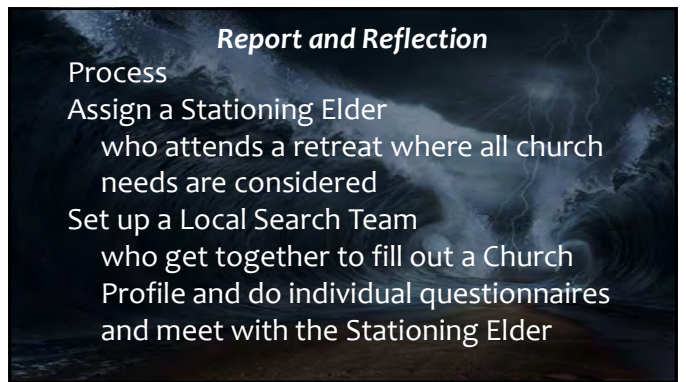 Report and Reflection
Process
Assign a Stationing Elder
who attends a retreat where all church
needs are considered
Set up a Local Search Team
who get together to fill out a Church
Profile and do individual questionnaires
and meet with the Stationing Elder